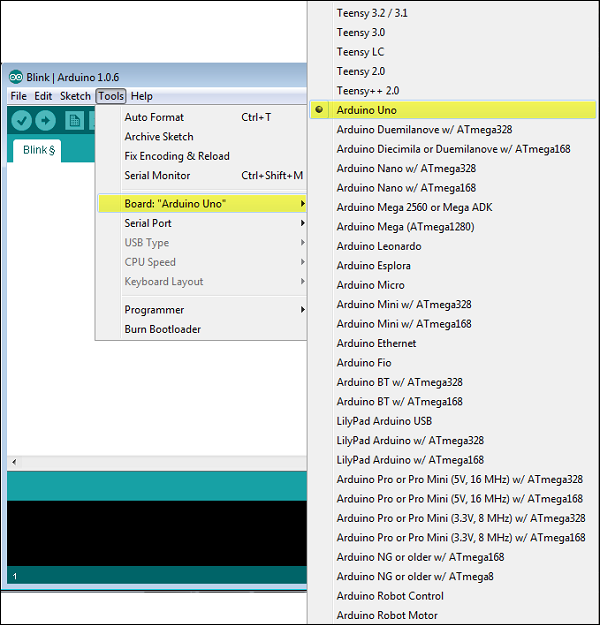 Blink | Arduino 1.0.6
File Edit Sketch Tools Help
Blink §
Auto Format Ctrl+T
Archive Sketch
Fix Encoding & Reload
Serial Monitor Ctrl+Shift+M
Board: "Arduino Uno"
Serial Port
USB Type
CPU Speed
Keyboard Layout
Programmer
Burn Bootloader
1
Teensy 3.2 / 3.1
Teensy 3.0
Teensy LC
Teensy 2.0
Teensy++ 2.0
Arduino Uno
Arduino Duemilanove w/ ATmega328
Arduino Diecimila or Duemilanove w/ ATmega168
Arduino Nano w/ ATmega328
Arduino Nano w/ ATmega168
Arduino Mega 2560 or Mega ADK
Arduino Mega (ATmega1280)
Arduino Leonardo
Arduino Esplora
Arduino Micro
Arduino Mini w/ ATmega328
Arduino Mini w/ ATmega168
Arduino Ethernet
Arduino Fio
Arduino BT w/ ATmega328
Arduino BT w/ ATmega168
LilyPad Arduino USB
LilyPad Arduino w/ ATmega328
LilyPad Arduino w/ ATmega168
Arduino Pro or Pro Mini (5V, 16 MHz) w/ ATmega328
Arduino Pro or Pro Mini (5V, 16 MHz) w/ ATmega168
Arduino Pro or Pro Mini (3.3V, 8 MHz) w/ ATmega328
Arduino Pro or Pro Mini (3.3V, 8 MHz) w/ ATmega168
Arduino NG or older w/ ATmega168
Arduino NG or older w/ ATmega8
Arduino Robot Control
Arduino Robot Motor